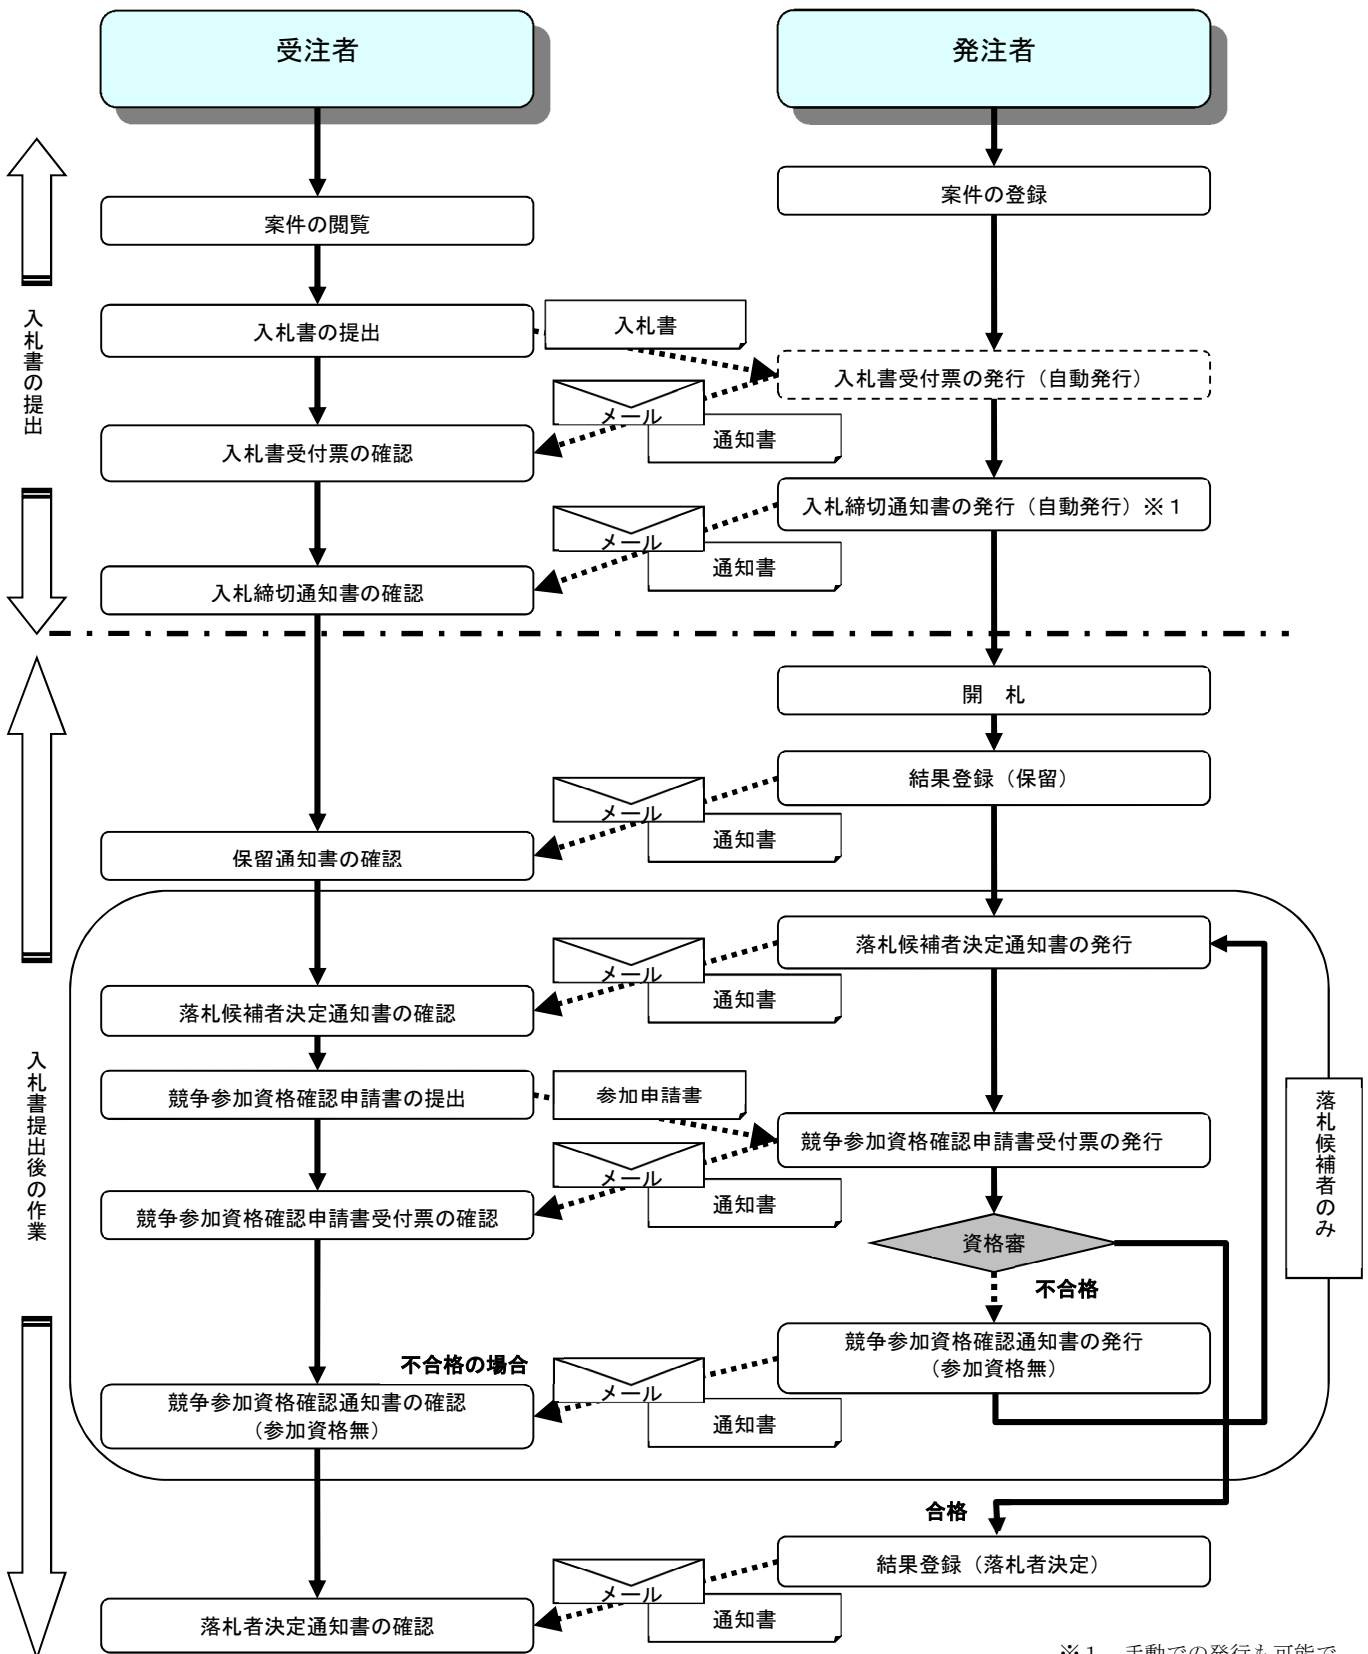 受注者
発注者
案件の登録
案件の閲覧
入札書の提出
入札書
入札書の提出
入札書受付票の発行（自動発行）
メール
通知書
入札書受付票の確認
入札締切通知書の発行（自動発行）※１
メール
通知書
入札締切通知書の確認
開　札
結果登録（保留）
メール
通知書
保留通知書の確認
落札候補者決定通知書の発行
メール
通知書
落札候補者決定通知書の確認
入札書提出後の作業
競争参加資格確認申請書の提出
参加申請書
落札候補者のみ
競争参加資格確認申請書受付票の発行
メール
通知書
競争参加資格確認申請書受付票の確認
資格審
不合格
競争参加資格確認通知書の発行
（参加資格無）
不合格の場合
メール
通知書
競争参加資格確認通知書の確認
（参加資格無）
合格
結果登録（落札者決定）
メール
通知書
落札者決定通知書の確認
※１　手動での発行も可能で